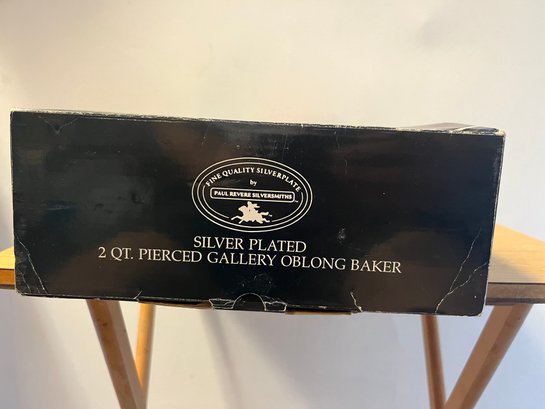 FINE QUALITY SILVERPLATE
by
PAUL REVERE SILVERSMITHS
SILVER PLATED
2 QT. PIERCED GALLERY OBLONG BAKER